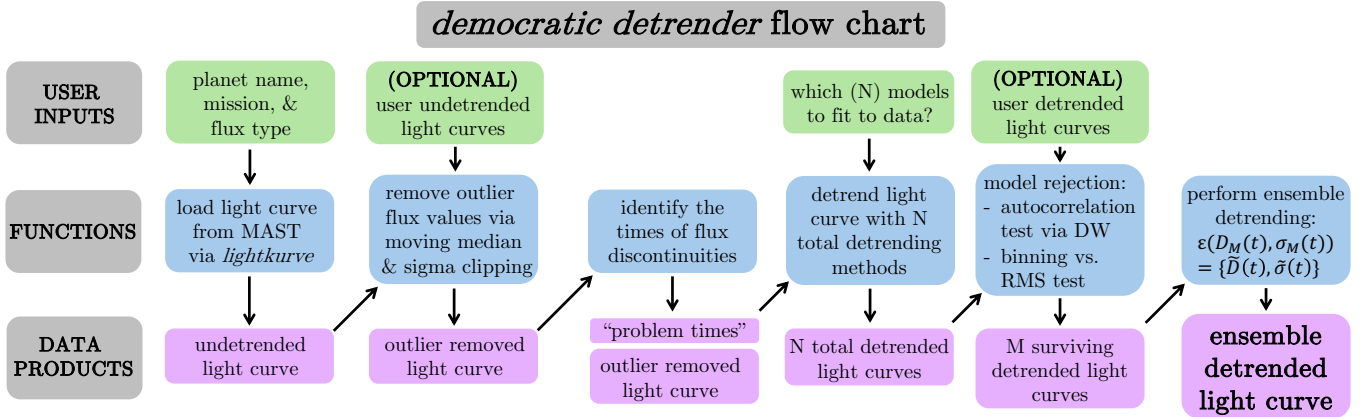 democratic detrender flow chart
USER
INPUTS
planet name,
mission, &
flux type
(OPTIONAL)
user undetrended
light curves
which (N) models
to fit to data?
(OPTIONAL)
user detrended
light curves
FUNCTIONS
load light curve
from MAST
via lightkurve
remove outlier
flux values via
moving median
& sigma clipping
identify the
times of flux
discontinuities
detrend light
curve with N
total detrending
methods
model rejection:
- autocorrelation
test via DW
- binning vs.
RMS test
perform ensemble
detrending:
ε(D_M(t), σ_M(t))
= {D̃(t), σ̃(t)}
DATA
PRODUCTS
undetrended
light curve
outlier removed
light curve
“problem times”
outlier removed
light curve
N total detrended
light curves
M surviving
detrended light
curves
ensemble
detrended
light curve